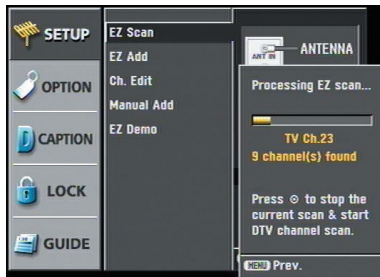 SETUP
OPTION
CAPTION
LOCK
GUIDE
EZ Scan
EZ Add
Ch. Edit
Manual Add
EZ Demo
ANT IN
ANTENNA
Processing EZ scan...
TV Ch.23
9 channel(s) found
Press ⊙ to stop the
current scan & start
DTV channel scan.
MENU Prev.